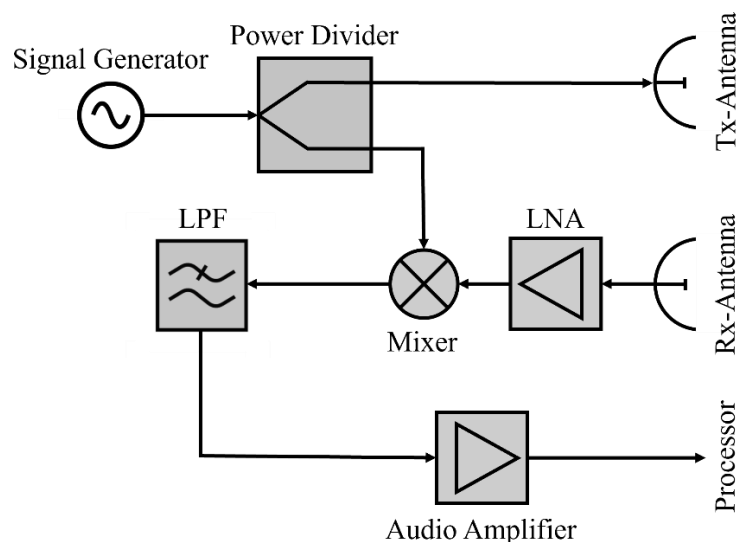 Power Divider
Signal Generator
Tx-Antenna
LPF
LNA
Rx-Antenna
Mixer
Processor
Audio Amplifier